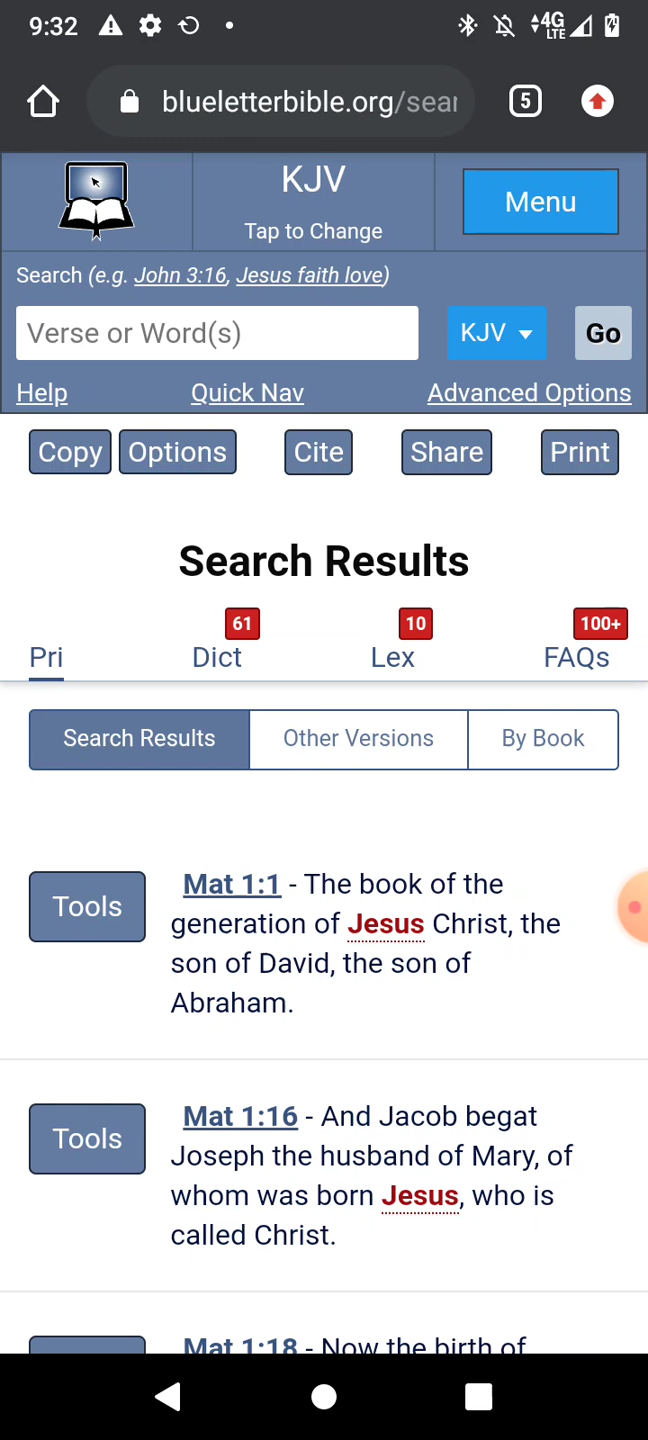 9:32
4G
LTE
blueletterbible.org/sear
5
KJV
Tap to Change
Menu
Search (e.g. John 3:16, Jesus faith love)
Verse or Word(s)
KJV
Go
Help
Quick Nav
Advanced Options
Copy
Options
Cite
Share
Print
Search Results
61
10
100+
Pri
Dict
Lex
FAQs
Search Results
Other Versions
By Book
Tools
Mat 1:1 - The book of the
generation of Jesus Christ, the
son of David, the son of
Abraham.
Tools
Mat 1:16 - And Jacob begat
Joseph the husband of Mary, of
whom was born Jesus, who is
called Christ.
Mat 1:18 - Now the birth of